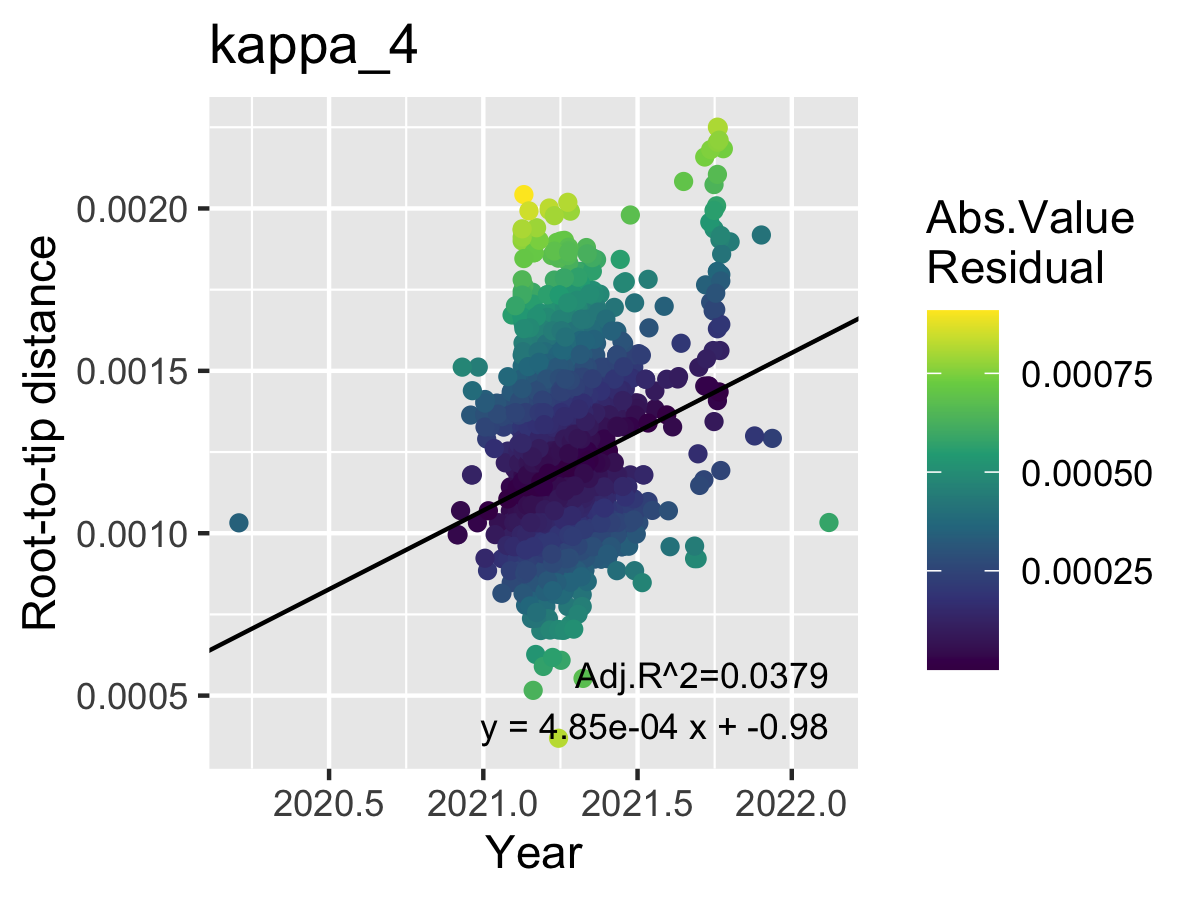 kappa_4
Root-to-tip distance
0.0020
0.0015
0.0010
0.0005
Adj.R^2=0.0379
y = 4.85e-04 x + -0.98
2020.5
2021.0
2021.5
2022.0
Year
Abs.Value
Residual
0.00075
0.00050
0.00025